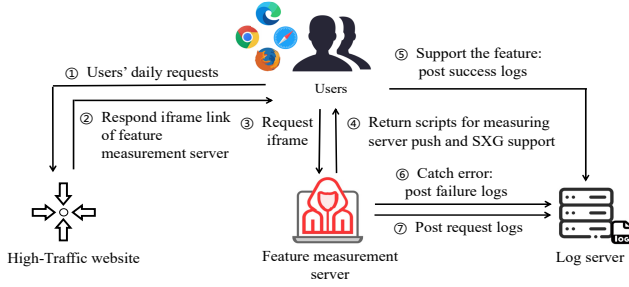 ① Users' daily requests
⑤ Support the feature:
post success logs
Users
② Respond iframe link
of feature
measurement server
③ Request
iframe
④ Return scripts for measuring
server push and SXG support
⑥ Catch error:
post failure logs
⑦ Post request logs
LOG
High-Traffic website
Feature measurement
server
Log server